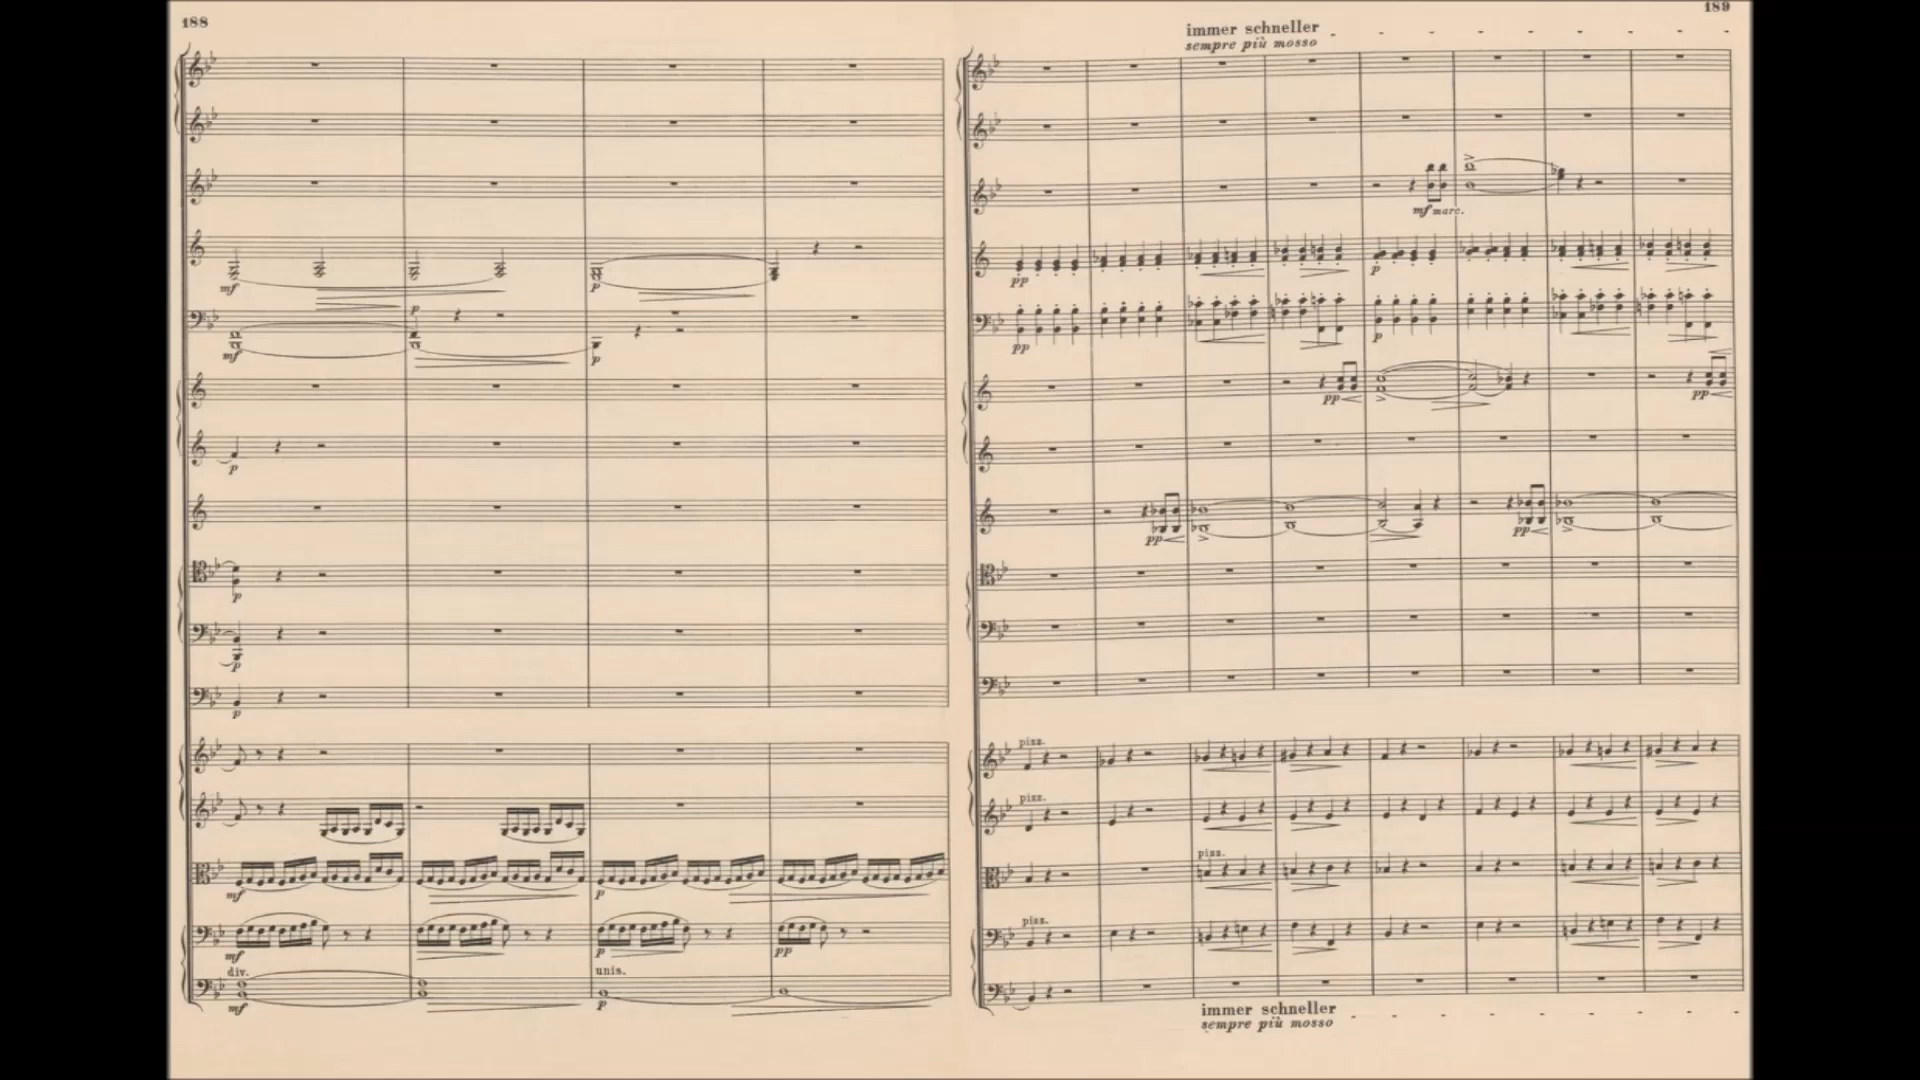 188
mf
p
p
mf
p
p
p
p
p
mf
p
mf
p
pp
div.
unis.
mf
p
189
immer schneller
sempre più mosso
mf marc.
pp
p
pp
p
pp
pp
pp
pp
pizz.
pizz.
pizz.
pizz.
immer schneller
sempre più mosso